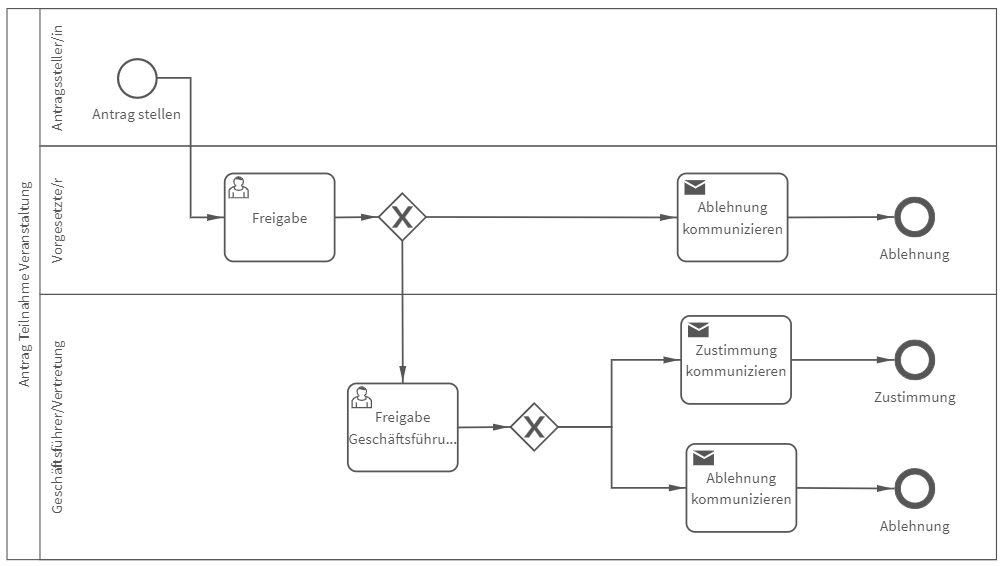 Antrag Teilnahme Veranstaltung
Antragssteller/in
Antrag stellen
Vorgesetzte/r
Freigabe
X
Ablehnung
kommunizieren
Ablehnung
Geschäftsführer/Vertretung
Freigabe
Geschäftsführu...
X
Zustimmung
kommunizieren
Zustimmung
Ablehnung
kommunizieren
Ablehnung